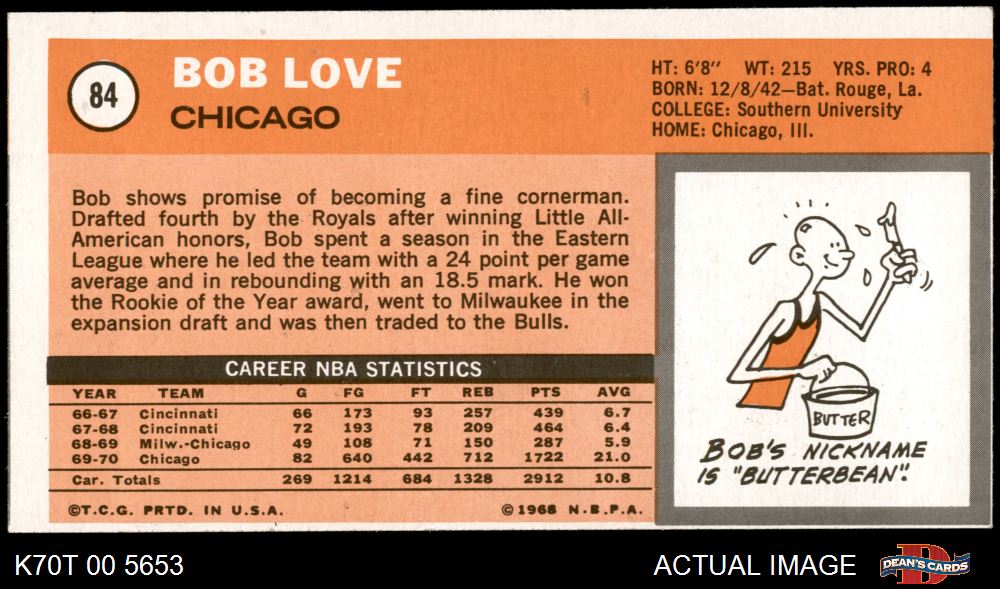 84
BOB LOVE
CHICAGO
HT: 6'8" WT: 215 YRS. PRO: 4
BORN: 12/8/42—Bat. Rouge, La.
COLLEGE: Southern University
HOME: Chicago, Ill.
Bob shows promise of becoming a fine cornerman.
Drafted fourth by the Royals after winning Little All-
American honors, Bob spent a season in the Eastern
League where he led the team with a 24 point per game
average and in rebounding with an 18.5 mark. He won
the Rookie of the Year award, went to Milwaukee in the
expansion draft and was then traded to the Bulls.
CAREER NBA STATISTICS
YEAR TEAM G FG FT REB PTS AVG
66-67 Cincinnati 66 173 93 257 439 6.7
67-68 Cincinnati 72 193 78 209 464 6.4
68-69 Milw.-Chicago 49 108 71 150 287 5.9
69-70 Chicago 82 640 442 712 1722 21.0
Car. Totals 269 1214 684 1328 2912 10.8
©T.C.G. PRTD. IN U.S.A. ©1968 N.B.P.A.
BUTTER
BOB'S NICKNAME
IS "BUTTERBEAN".
K70T 00 5653
ACTUAL IMAGE
D
DEAN'S CARDS